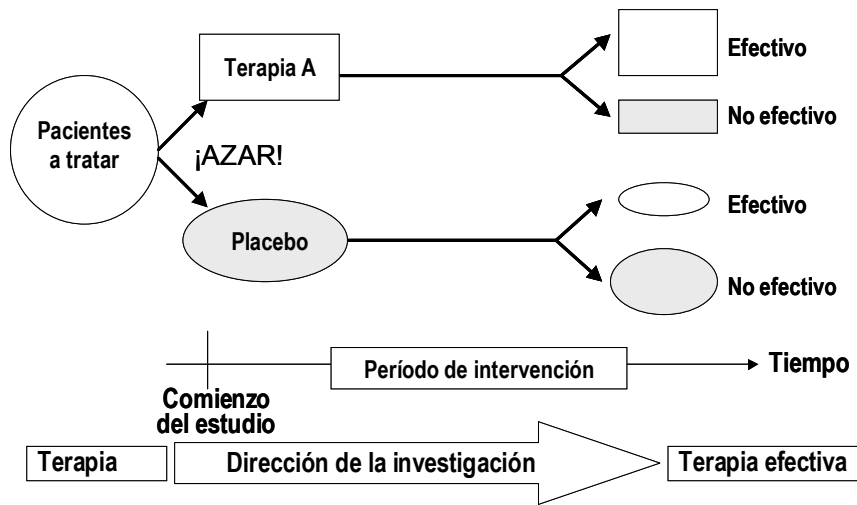 Terapia A
Efectivo
No efectivo
Pacientes
a tratar
¡AZAR!
Placebo
Efectivo
No efectivo
Período de intervención
Tiempo
Comienzo
del estudio
Terapia
Dirección de la investigación
Terapia efectiva